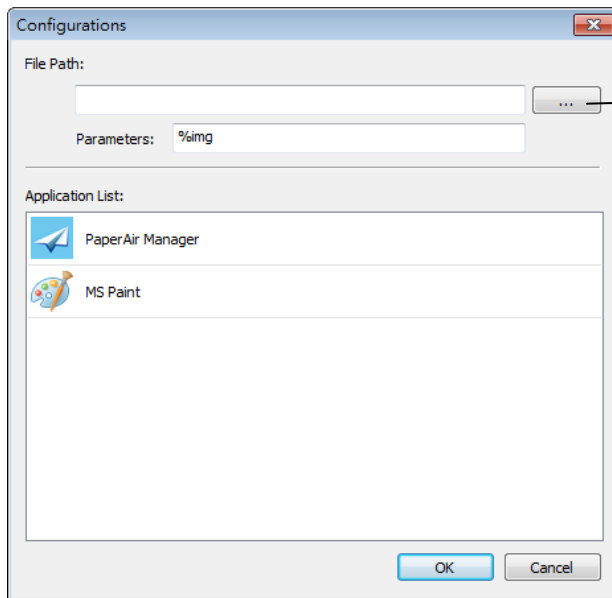 Configurations
File Path:
...
Parameters: %img
Application List:
PaperAir Manager
MS Paint
OK Cancel